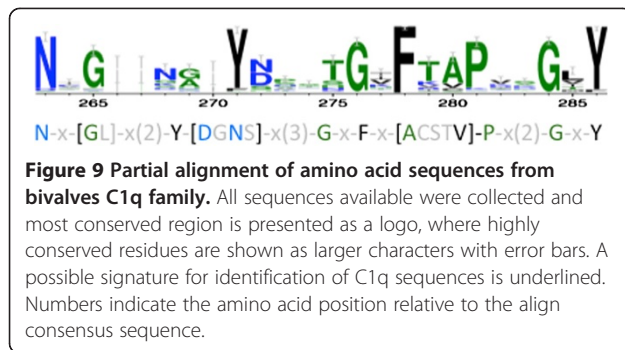 265 270 275 280 285
N-x-[GL]-x(2)-Y-[DGNS]-x(3)-G-x-F-x-[ACSTV]-P-x(2)-G-x-Y
Figure 9 Partial alignment of amino acid sequences from
bivalves C1q family. All sequences available were collected and
most conserved region is presented as a logo, where highly
conserved residues are shown as larger characters with error bars. A
possible signature for identification of C1q sequences is underlined.
Numbers indicate the amino acid position relative to the align
consensus sequence.